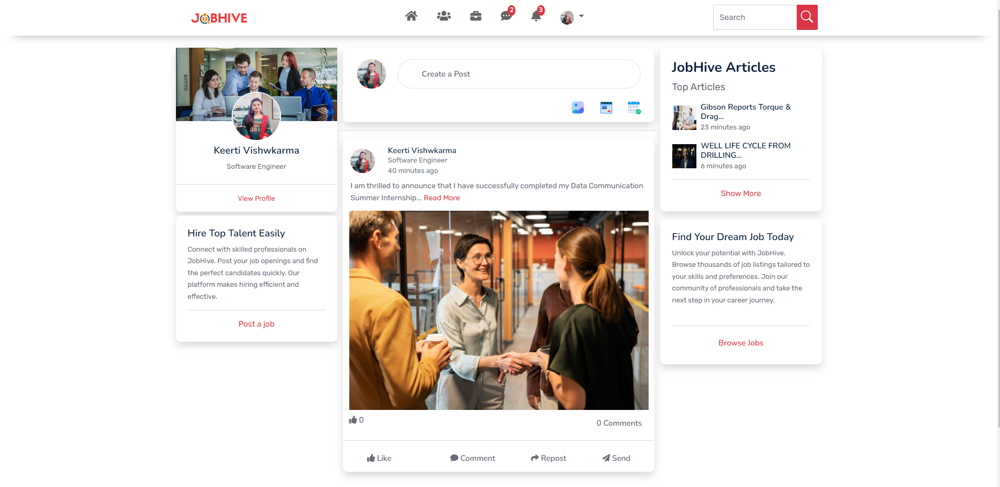 JOBHIVE
2
3
Search
Keerti Vishwkarma
Software Engineer
View Profile
Hire Top Talent Easily
Connect with skilled professionals on
JobHive. Post your job openings and find
the perfect candidates quickly. Our
platform makes hiring efficient and
effective.
Post a job
Create a Post
Keerti Vishwkarma
Software Engineer
40 minutes ago
I am thrilled to announce that I have successfully completed my Data Communication
Summer Internship... Read More
0
0 Comments
Like
Comment
Repost
Send
JobHive Articles
Top Articles
Gibson Reports Torque &
Drag...
23 minutes ago
WELL LIFE CYCLE FROM
DRILLING...
6 minutes ago
Show More
Find Your Dream Job Today
Unlock your potential with JobHive.
Browse thousands of job listings tailored to
your skills and preferences. Join our
community of professionals and take the
next step in your career journey.
Browse Jobs